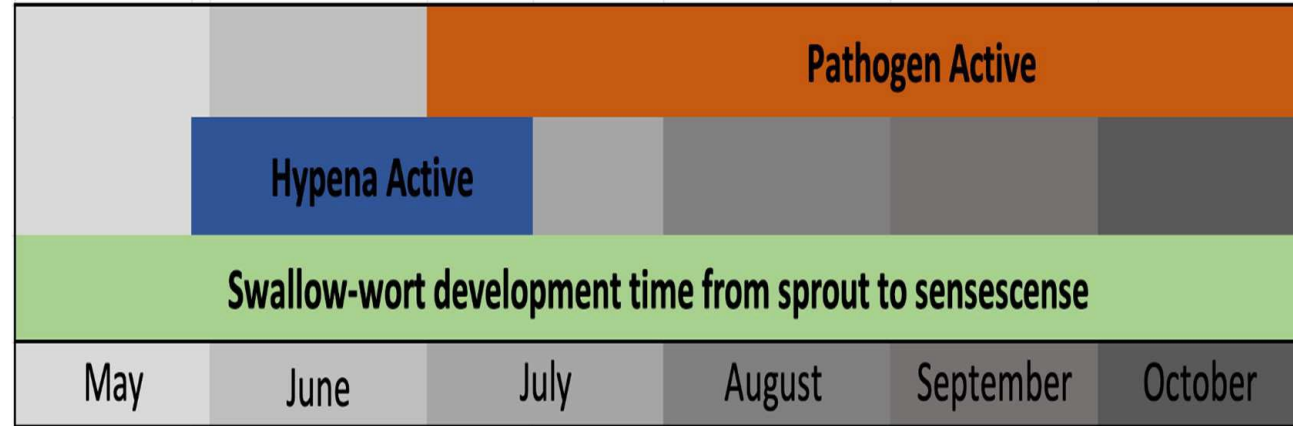 Pathogen Active
Hypena Active
Swallow-wort development time from sprout to sensescense
May June July August September October